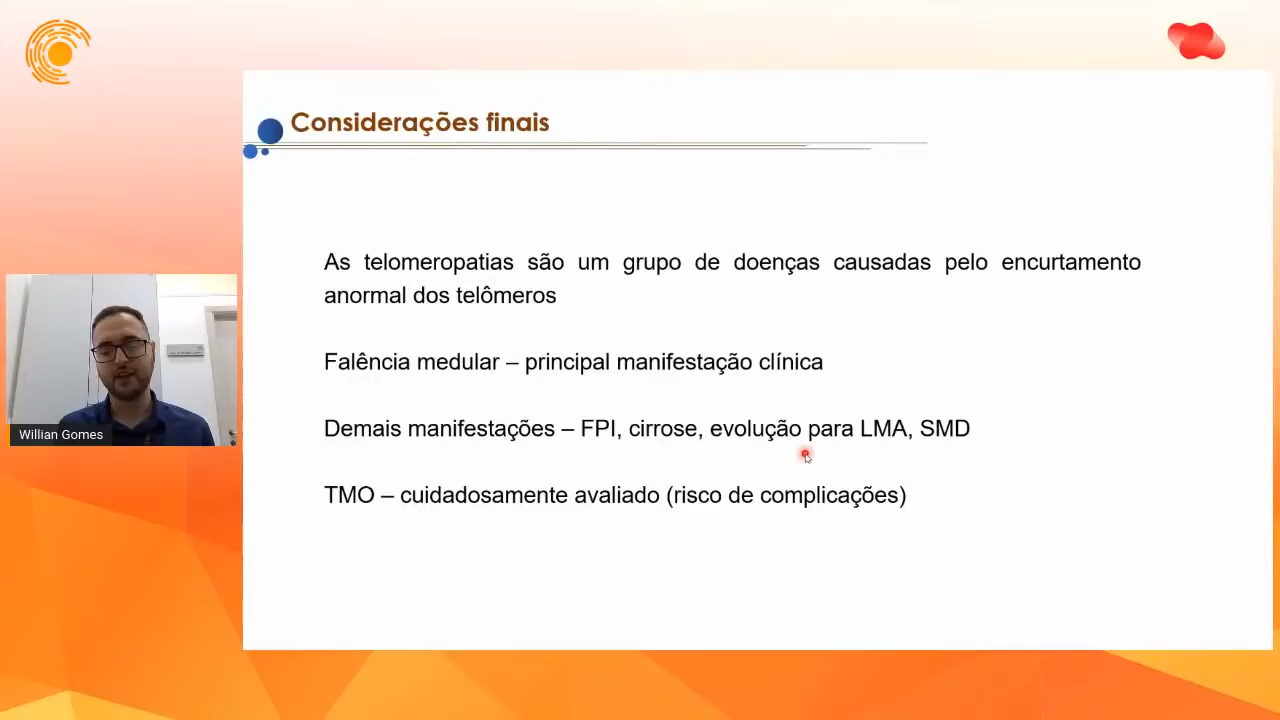 Considerações finais
As telomeropatias são um grupo de doenças causadas pelo encurtamento
anormal dos telômeros
Falência medular – principal manifestação clínica
Demais manifestações – FPI, cirrose, evolução para LMA, SMD
TMO – cuidadosamente avaliado (risco de complicações)
Willian Gomes